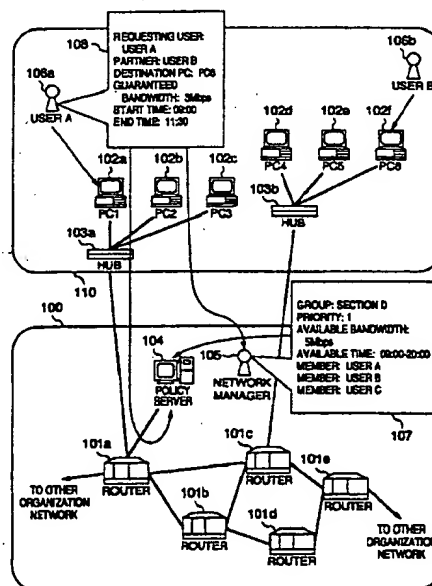 108
REQUESTING USER:
USER A
PARTNER: USER B
DESTINATION PC: PC6
GUARANTEED
BANDWIDTH: 3Mbps
START TIME: 09:00
END TIME: 11:30
106a
USER A
106b
USER B
102a
PC1
102b
PC2
102c
PC3
102d
PC4
102e
PC5
102f
PC6
103a
HUB
103b
HUB
110
100
104
POLICY
SERVER
105
NETWORK
MANAGER
GROUP: SECTION D
PRIORITY: 1
AVAILABLE BANDWIDTH:
5Mbps
AVAILABLE TIME: 09:00-20:00
MEMBER: USER A
MEMBER: USER B
MEMBER: USER C
107
101a
ROUTER
101b
ROUTER
101c
ROUTER
101d
ROUTER
101e
ROUTER
TO OTHER
ORGANIZATION
NETWORK
TO OTHER
ORGANIZATION
NETWORK